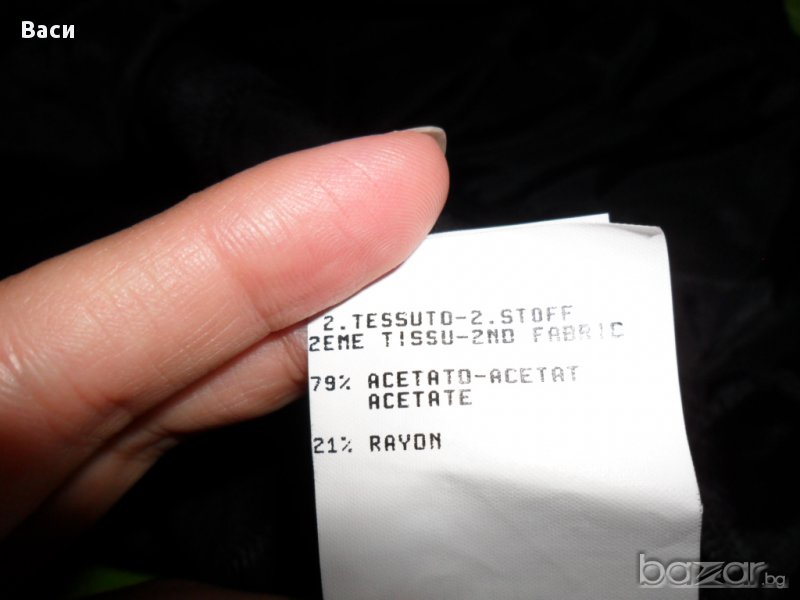 Васи
2.TESSUTO-2.STOFF
2EME TISSU-2ND FABRIC
79% ACETATO-ACETAT
ACETATE
21% RAYON
bazar.bg